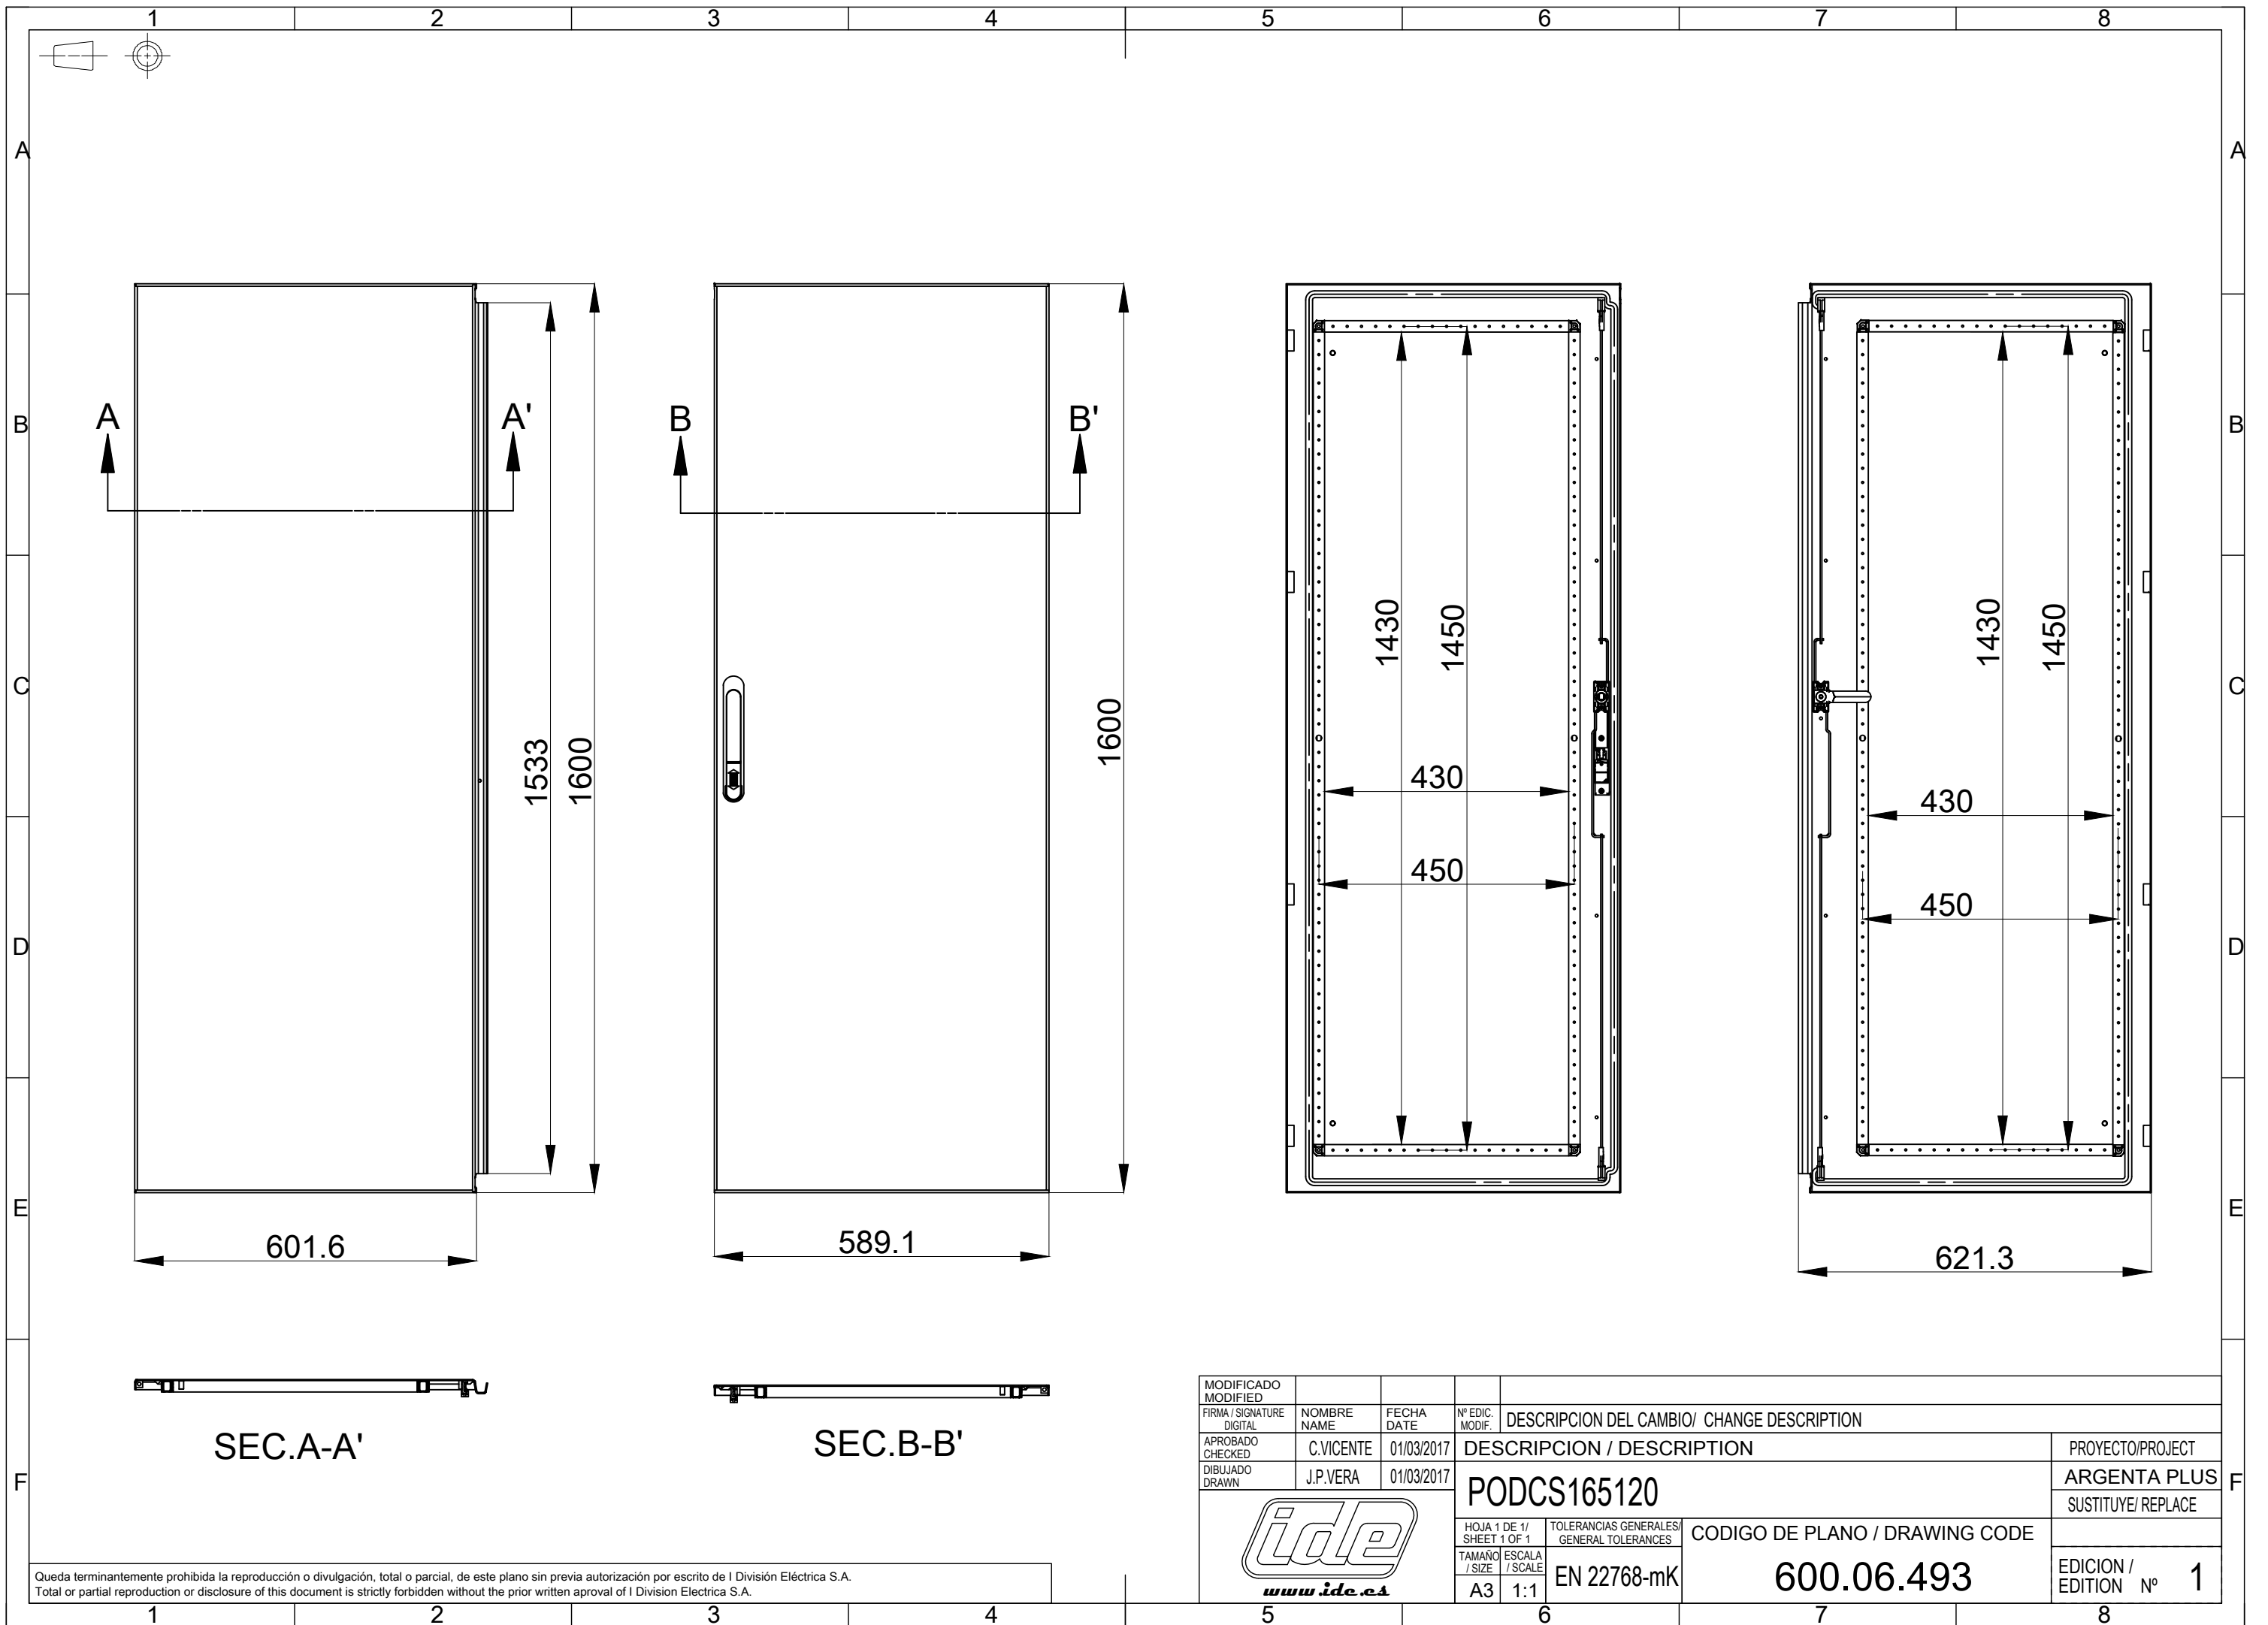 1 2 3 4 5 6 7 8
A A
B B
C C
D D
E E
F F
A A'
B B'
1533
1600
1600
601.6
589.1
1430
1450
430
450
1430
1450
430
450
621.3
SEC.A-A'
SEC.B-B'
MODIFICADO
MODIFIED
FIRMA / SIGNATURE
DIGITAL
NOMBRE
NAME
FECHA
DATE
Nº EDIC.
MODIF.
DESCRIPCION DEL CAMBIO/ CHANGE DESCRIPTION
APROBADO
CHECKED
C.VICENTE
01/03/2017
DESCRIPCION / DESCRIPTION
PROYECTO/PROJECT
DIBUJADO
DRAWN
J.P.VERA
01/03/2017
PODCS165120
ARGENTA PLUS
SUSTITUYE/ REPLACE
ide
www.ide.es
HOJA 1 DE 1/
SHEET 1 OF 1
TOLERANCIAS GENERALES/
GENERAL TOLERANCES
CODIGO DE PLANO / DRAWING CODE
TAMAÑO
/ SIZE
ESCALA
/ SCALE
A3
1:1
EN 22768-mK
600.06.493
EDICION /
EDITION Nº
1
Queda terminantemente prohibida la reproducción o divulgación, total o parcial, de este plano sin previa autorización por escrito de I División Eléctrica S.A.
Total or partial reproduction or disclosure of this document is strictly forbidden without the prior written aproval of I Division Electrica S.A.
1 2 3 4 5 6 7 8